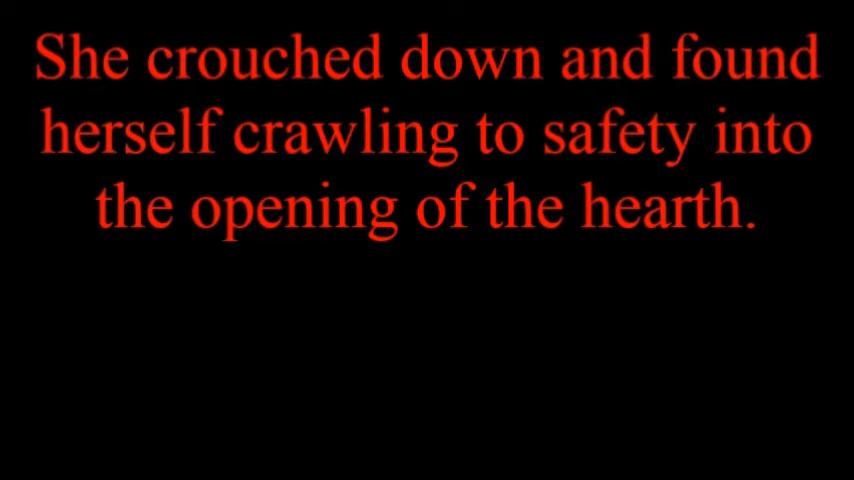 She crouched down and found
herself crawling to safety into
the opening of the hearth.